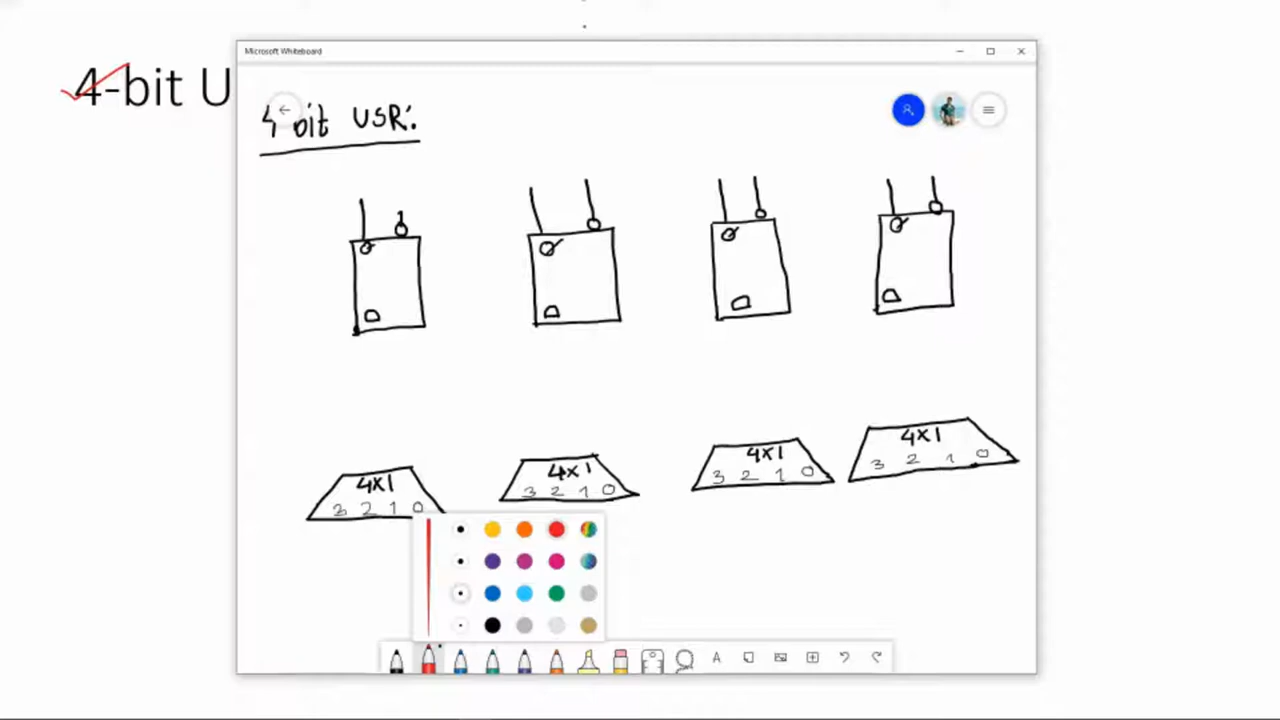 4-bit U
Microsoft Whiteboard
4 bit USR:
Q Q Q Q
D D D D
4x1 4x1 4x1 4x1
3 2 1 0 3 2 1 0 3 2 1 0 3 2 1 0
A